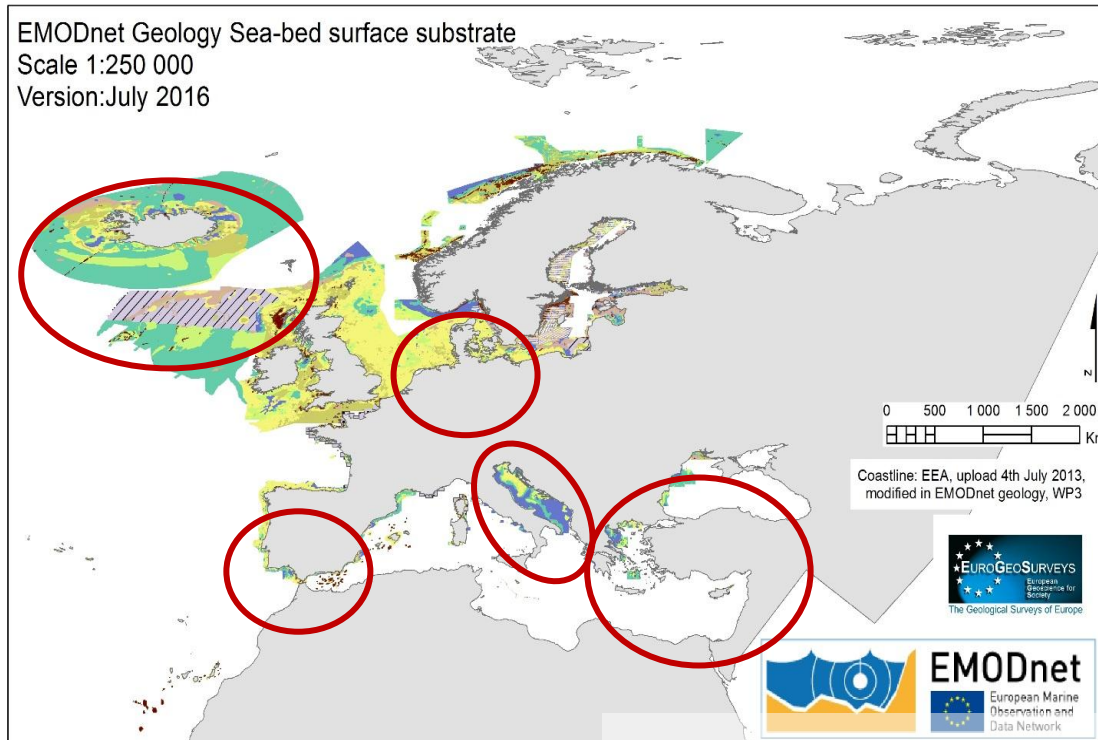 EMODnet Geology Sea-bed surface substrate
Scale 1:250 000
Version:July 2016
N
0 500 1 000 1 500 2 000
Km
Coastline: EEA, upload 4th July 2013,
modified in EMODnet geology, WP3
EUROGEOSURVEYS
European
Geoscience for
Society
The Geological Surveys of Europe
EMODnet
European Marine
Observation and
Data Network